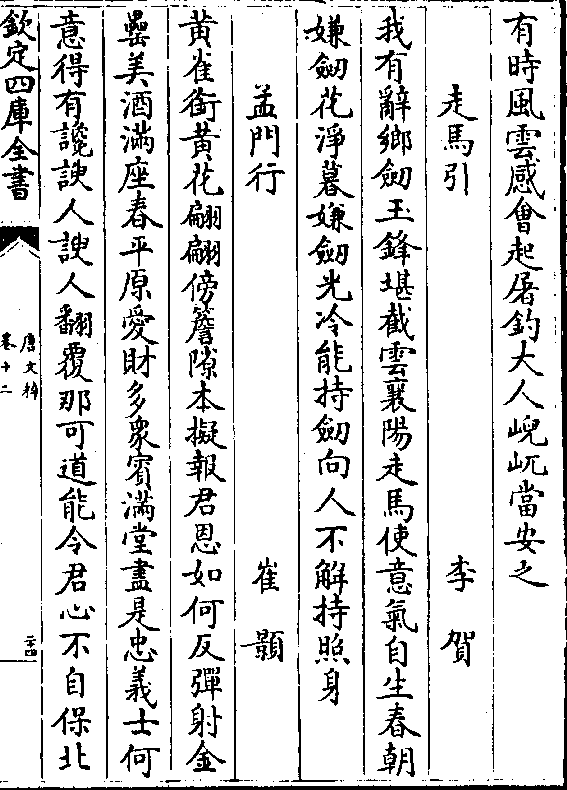 有時風雲感會起屠釣大人峴屼當安之
走馬引 李賀
我有辭鄉劒玉鋒堪截雲襄陽走馬使意氣自生春朝
嫌劒花淨暮嫌劒光冷能持劒向人不解持照身
孟門行 崔顥
黄雀銜黄花翩翩傍簷隙本擬報君恩如何反彈射金
罍美酒滿座春平原愛財多衆賓滿堂盡是忠義士何
意得有讒諛人諛人翻覆那可道能令君心不自保北
欽定四庫全書
唐文粹
卷十二
二十四